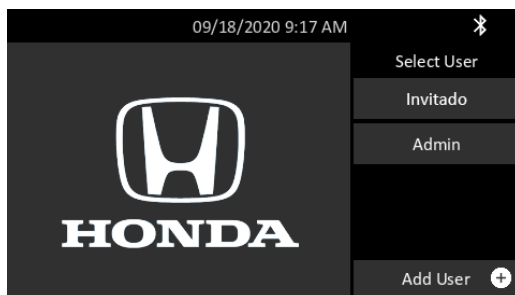 09/18/2020 9:17 AM
Select User
Invitado
Admin
HONDA
Add User